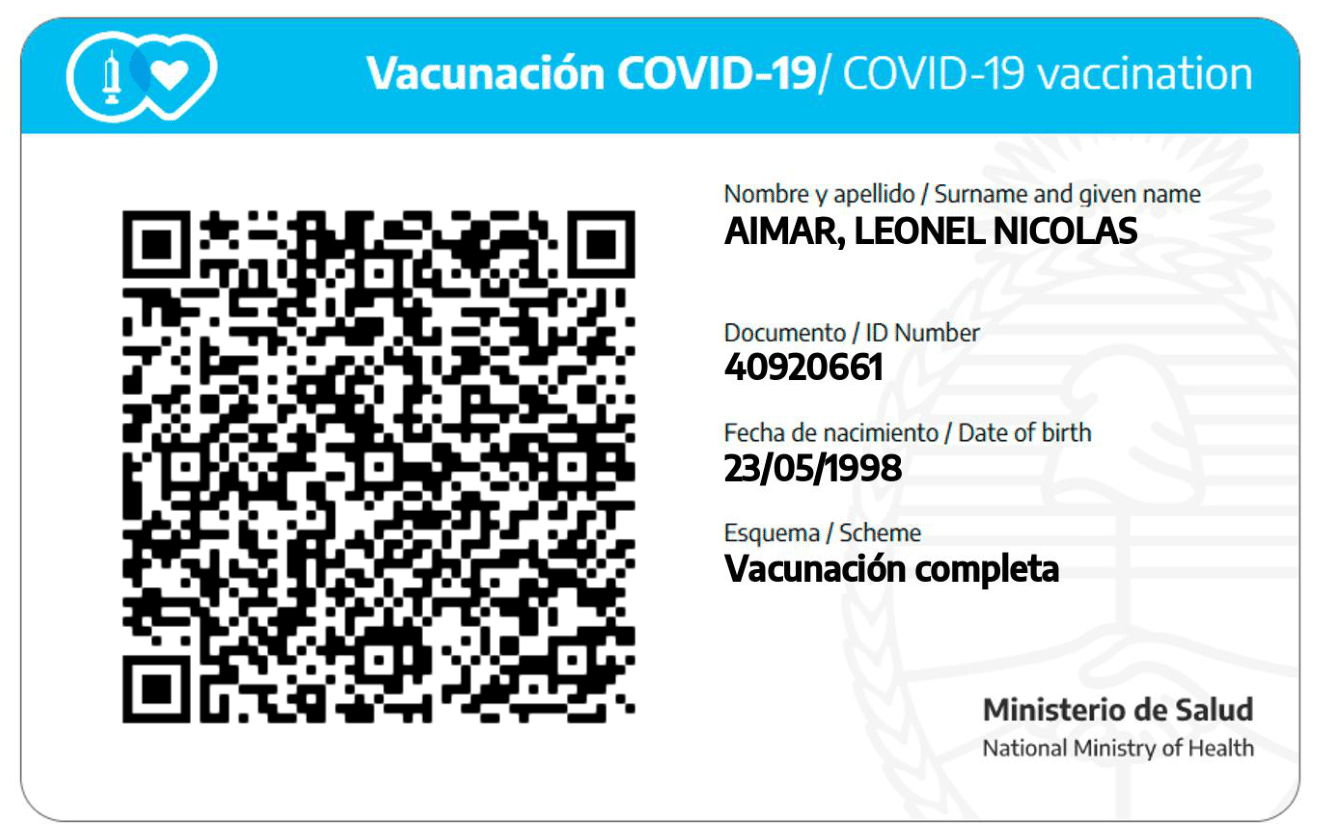 Vacunación COVID-19/ COVID-19 vaccination
Nombre y apellido / Surname and given name
AIMAR, LEONEL NICOLAS
Documento / ID Number
40920661
Fecha de nacimiento / Date of birth
23/05/1998
Esquema / Scheme
Vacunación completa
Ministerio de Salud
National Ministry of Health